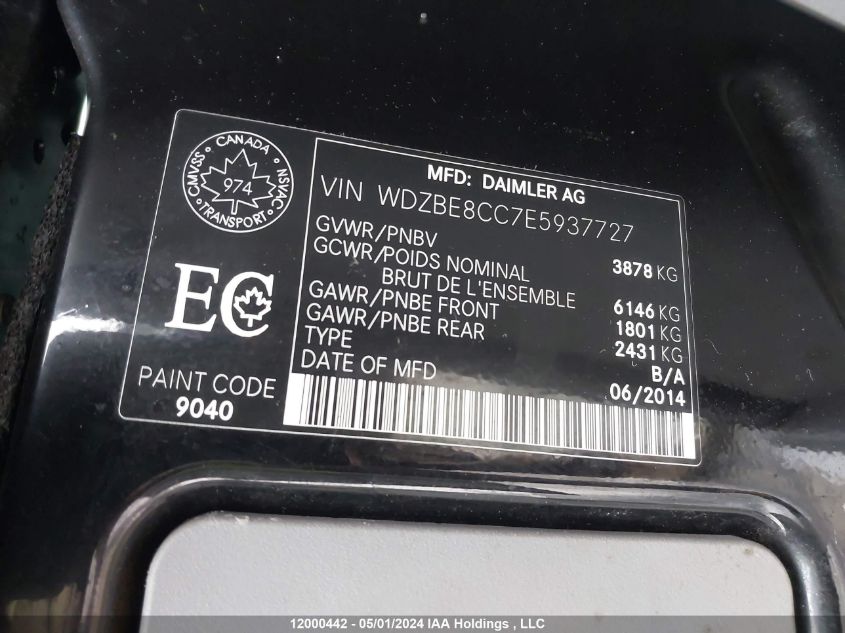 CANADA
CMVSS
NSVAC
974
TRANSPORT
MFD: DAIMLER AG
VIN WDZBE8CC7E5937727
GVWR/PNBV 3878 KG
GCWR/POIDS NOMINAL
BRUT DE L'ENSEMBLE 6146 KG
GAWR/PNBE FRONT 1801 KG
GAWR/PNBE REAR 2431 KG
TYPE B/A
DATE OF MFD 06/2014
EC
PAINT CODE
9040
12000442 - 05/01/2024 IAA Holdings , LLC